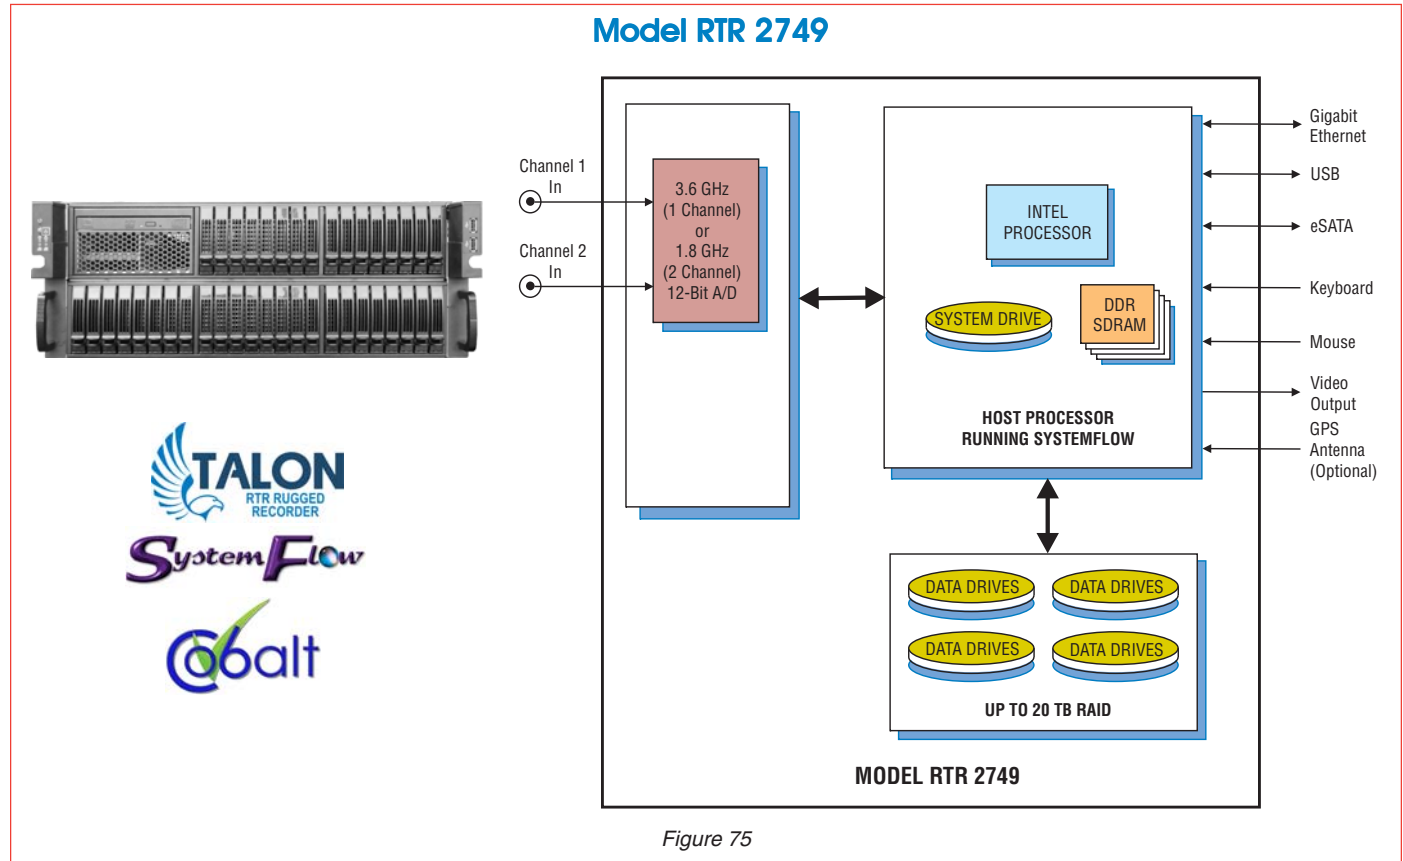 Model RTR 2749
Channel 1
In
Channel 2
In
3.6 GHz
(1 Channel)
or
1.8 GHz
(2 Channel)
12-Bit A/D
INTEL
PROCESSOR
SYSTEM DRIVE
DDR
SDRAM
HOST PROCESSOR
RUNNING SYSTEMFLOW
Gigabit
Ethernet
USB
eSATA
Keyboard
Mouse
Video
Output
GPS
Antenna
(Optional)
TALON
RTR RUGGED
RECORDER
SystemFlow
Cobalt
DATA DRIVES
DATA DRIVES
DATA DRIVES
DATA DRIVES
UP TO 20 TB RAID
MODEL RTR 2749
Figure 75